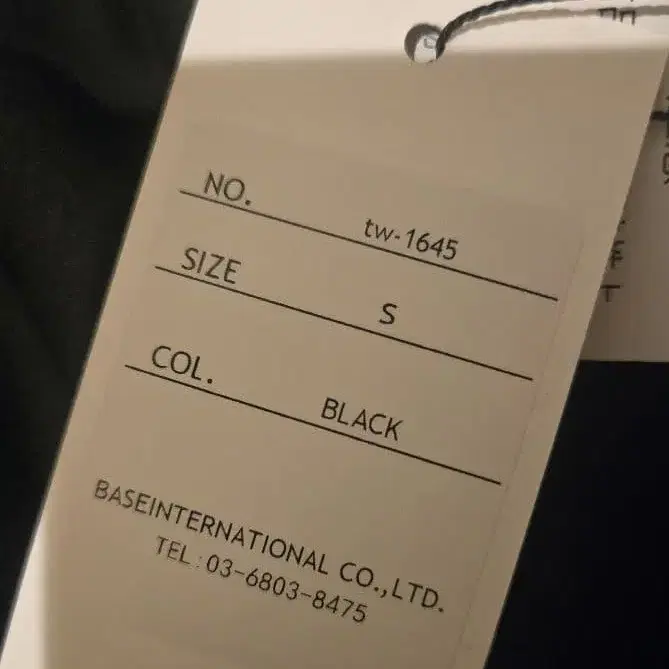 NO.
tw-1645
SIZE
S
COL.
BLACK
BASEINTERNATIONAL CO.,LTD.
TEL:03-6803-8475